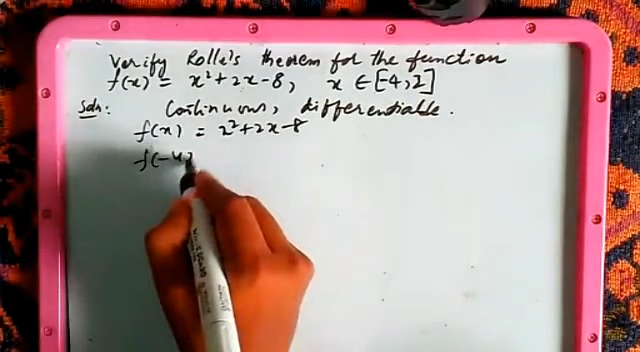 Verify Rolle's theorem for the function
f(x) = x²+2x-8, x ∈ [-4,2]
Soln: Continuous, differentiable.
f(x) = x²+2x-8
f(-4)